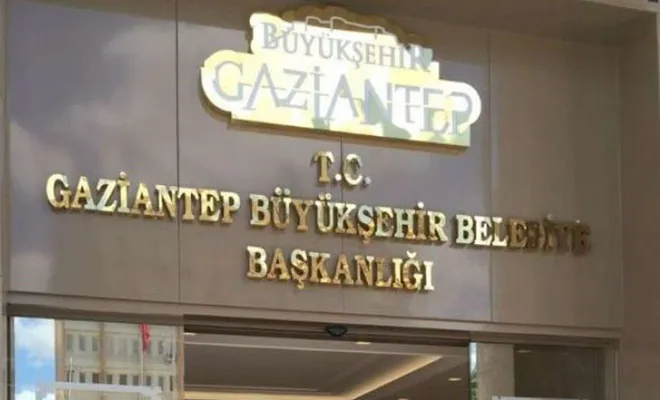 BÜYÜKŞEHİR
GAZİANTEP
T.C.
GAZİANTEP BÜYÜKŞEHİR BELEDİYE
BAŞKANLIĞI